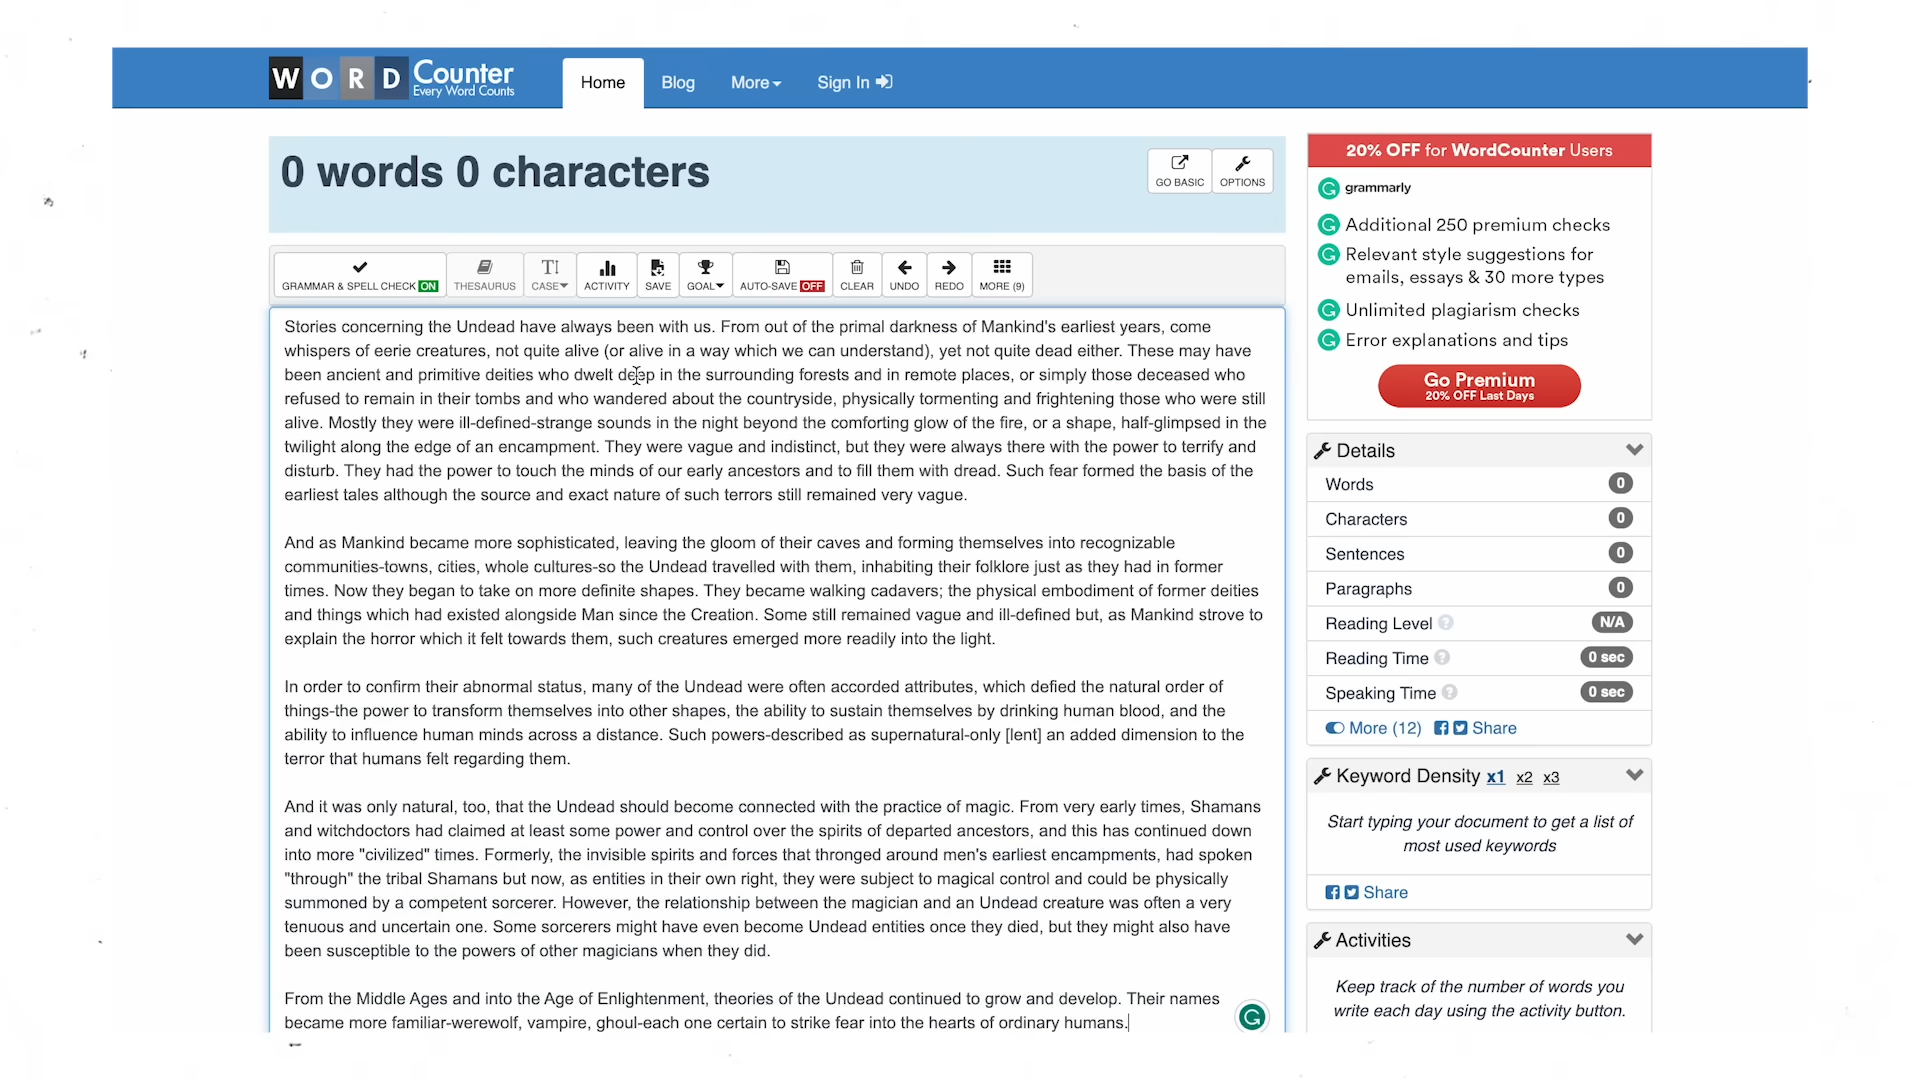 WORD Counter
Every Word Counts
Home
Blog
More
Sign In
0 words 0 characters
GO BASIC
OPTIONS
GRAMMAR & SPELL CHECK ON
THESAURUS
CASE
ACTIVITY
SAVE
GOAL
AUTO-SAVE OFF
CLEAR
UNDO
REDO
MORE (9)
Stories concerning the Undead have always been with us. From out of the primal darkness of Mankind's earliest years, come
whispers of eerie creatures, not quite alive (or alive in a way which we can understand), yet not quite dead either. These may have
been ancient and primitive deities who dwelt deep in the surrounding forests and in remote places, or simply those deceased who
refused to remain in their tombs and who wandered about the countryside, physically tormenting and frightening those who were still
alive. Mostly they were ill-defined-strange sounds in the night beyond the comforting glow of the fire, or a shape, half-glimpsed in the
twilight along the edge of an encampment. They were vague and indistinct, but they were always there with the power to terrify and
disturb. They had the power to touch the minds of our early ancestors and to fill them with dread. Such fear formed the basis of the
earliest tales although the source and exact nature of such terrors still remained very vague.
And as Mankind became more sophisticated, leaving the gloom of their caves and forming themselves into recognizable
communities-towns, cities, whole cultures-so the Undead travelled with them, inhabiting their folklore just as they had in former
times. Now they began to take on more definite shapes. They became walking cadavers; the physical embodiment of former deities
and things which had existed alongside Man since the Creation. Some still remained vague and ill-defined but, as Mankind strove to
explain the horror which it felt towards them, such creatures emerged more readily into the light.
In order to confirm their abnormal status, many of the Undead were often accorded attributes, which defied the natural order of
things-the power to transform themselves into other shapes, the ability to sustain themselves by drinking human blood, and the
ability to influence human minds across a distance. Such powers-described as supernatural-only [lent] an added dimension to the
terror that humans felt regarding them.
And it was only natural, too, that the Undead should become connected with the practice of magic. From very early times, Shamans
and witchdoctors had claimed at least some power and control over the spirits of departed ancestors, and this has continued down
into more "civilized" times. Formerly, the invisible spirits and forces that thronged around men's earliest encampments, had spoken
"through" the tribal Shamans but now, as entities in their own right, they were subject to magical control and could be physically
summoned by a competent sorcerer. However, the relationship between the magician and an Undead creature was often a very
tenuous and uncertain one. Some sorcerers might have even become Undead entities once they died, but they might also have
been susceptible to the powers of other magicians when they did.
From the Middle Ages and into the Age of Enlightenment, theories of the Undead continued to grow and develop. Their names
became more familiar-werewolf, vampire, ghoul-each one certain to strike fear into the hearts of ordinary humans.
20% OFF for WordCounter Users
grammarly
Additional 250 premium checks
Relevant style suggestions for
emails, essays & 30 more types
Unlimited plagiarism checks
Error explanations and tips
Go Premium
20% OFF Last Days
Details
Words 0
Characters 0
Sentences 0
Paragraphs 0
Reading Level N/A
Reading Time 0 sec
Speaking Time 0 sec
More (12) Share
Keyword Density x1 x2 x3
Start typing your document to get a list of
most used keywords
Share
Activities
Keep track of the number of words you
write each day using the activity button.